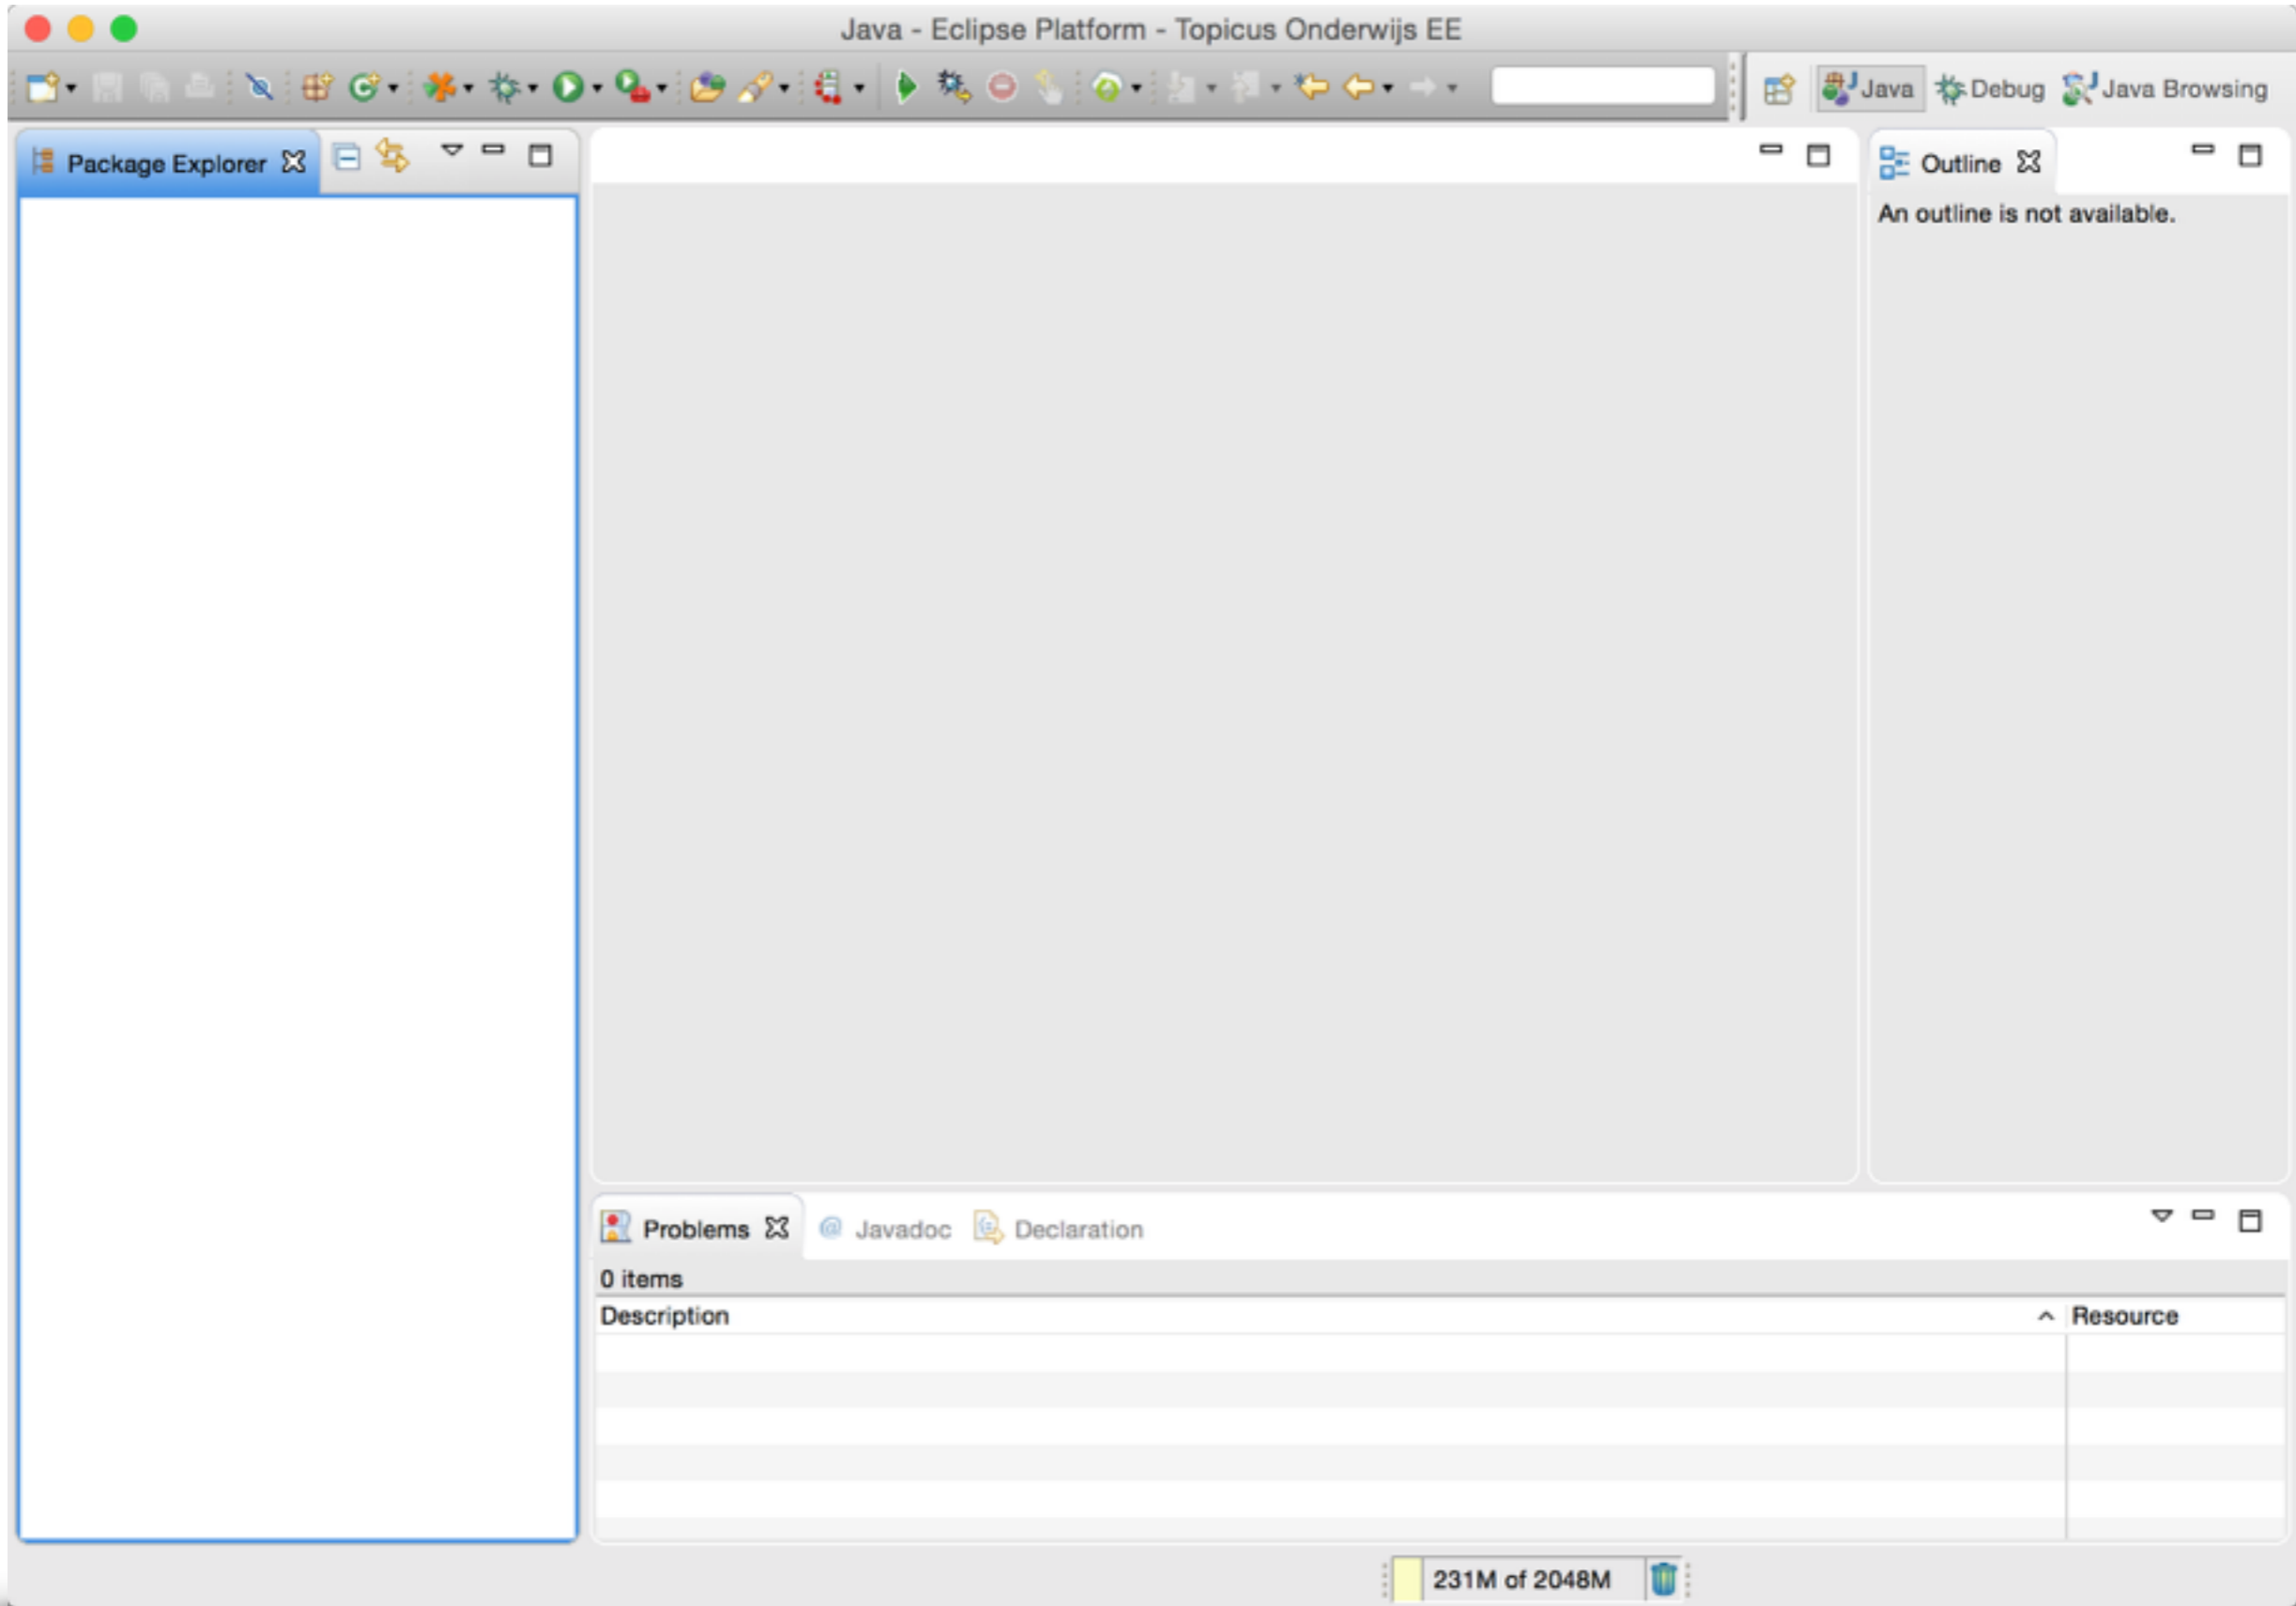 Java - Eclipse Platform - Topicus Onderwijs EE
Java Debug Java Browsing
Package Explorer
Outline
An outline is not available.
Problems @ Javadoc Declaration
0 items
Description Resource
231M of 2048M